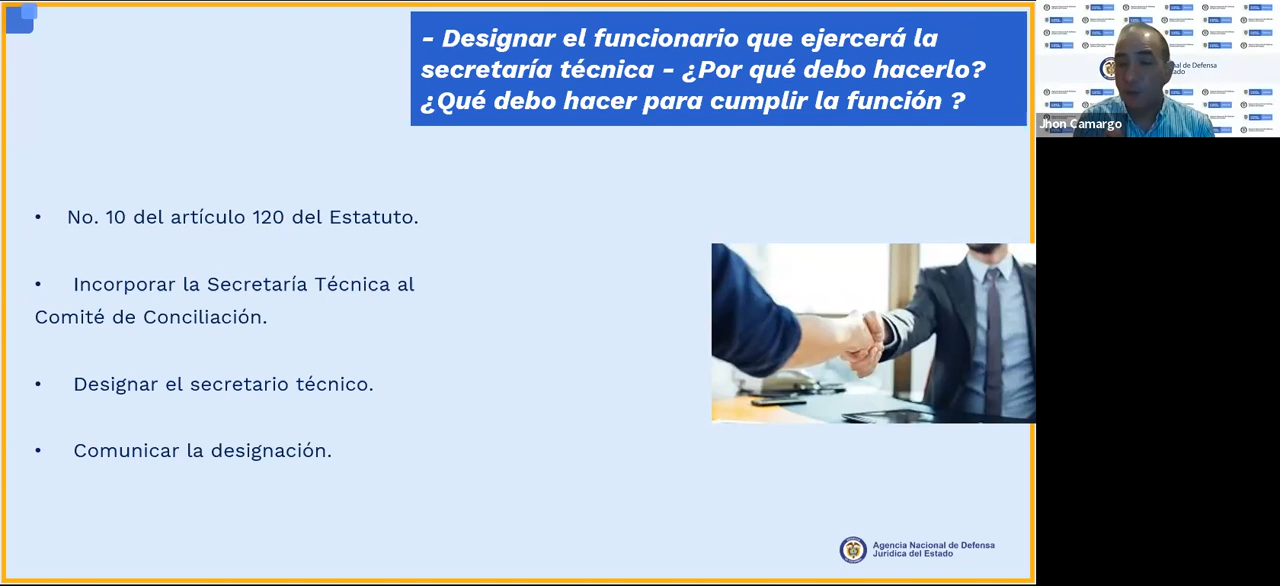 - Designar el funcionario que ejercerá la
secretaría técnica - ¿Por qué debo hacerlo?
¿Qué debo hacer para cumplir la función ?
• No. 10 del artículo 120 del Estatuto.
• Incorporar la Secretaría Técnica al
Comité de Conciliación.
• Designar el secretario técnico.
• Comunicar la designación.
Agencia Nacional de Defensa
Jurídica del Estado
Jhon Camargo